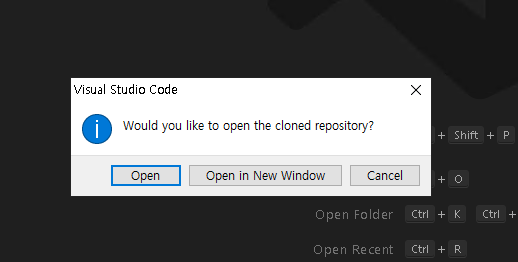 Visual Studio Code
Would you like to open the cloned repository?
+ Shift + P
Open
Open in New Window
Cancel
+ O
Open Folder Ctrl + K Ctrl +
Open Recent Ctrl + R